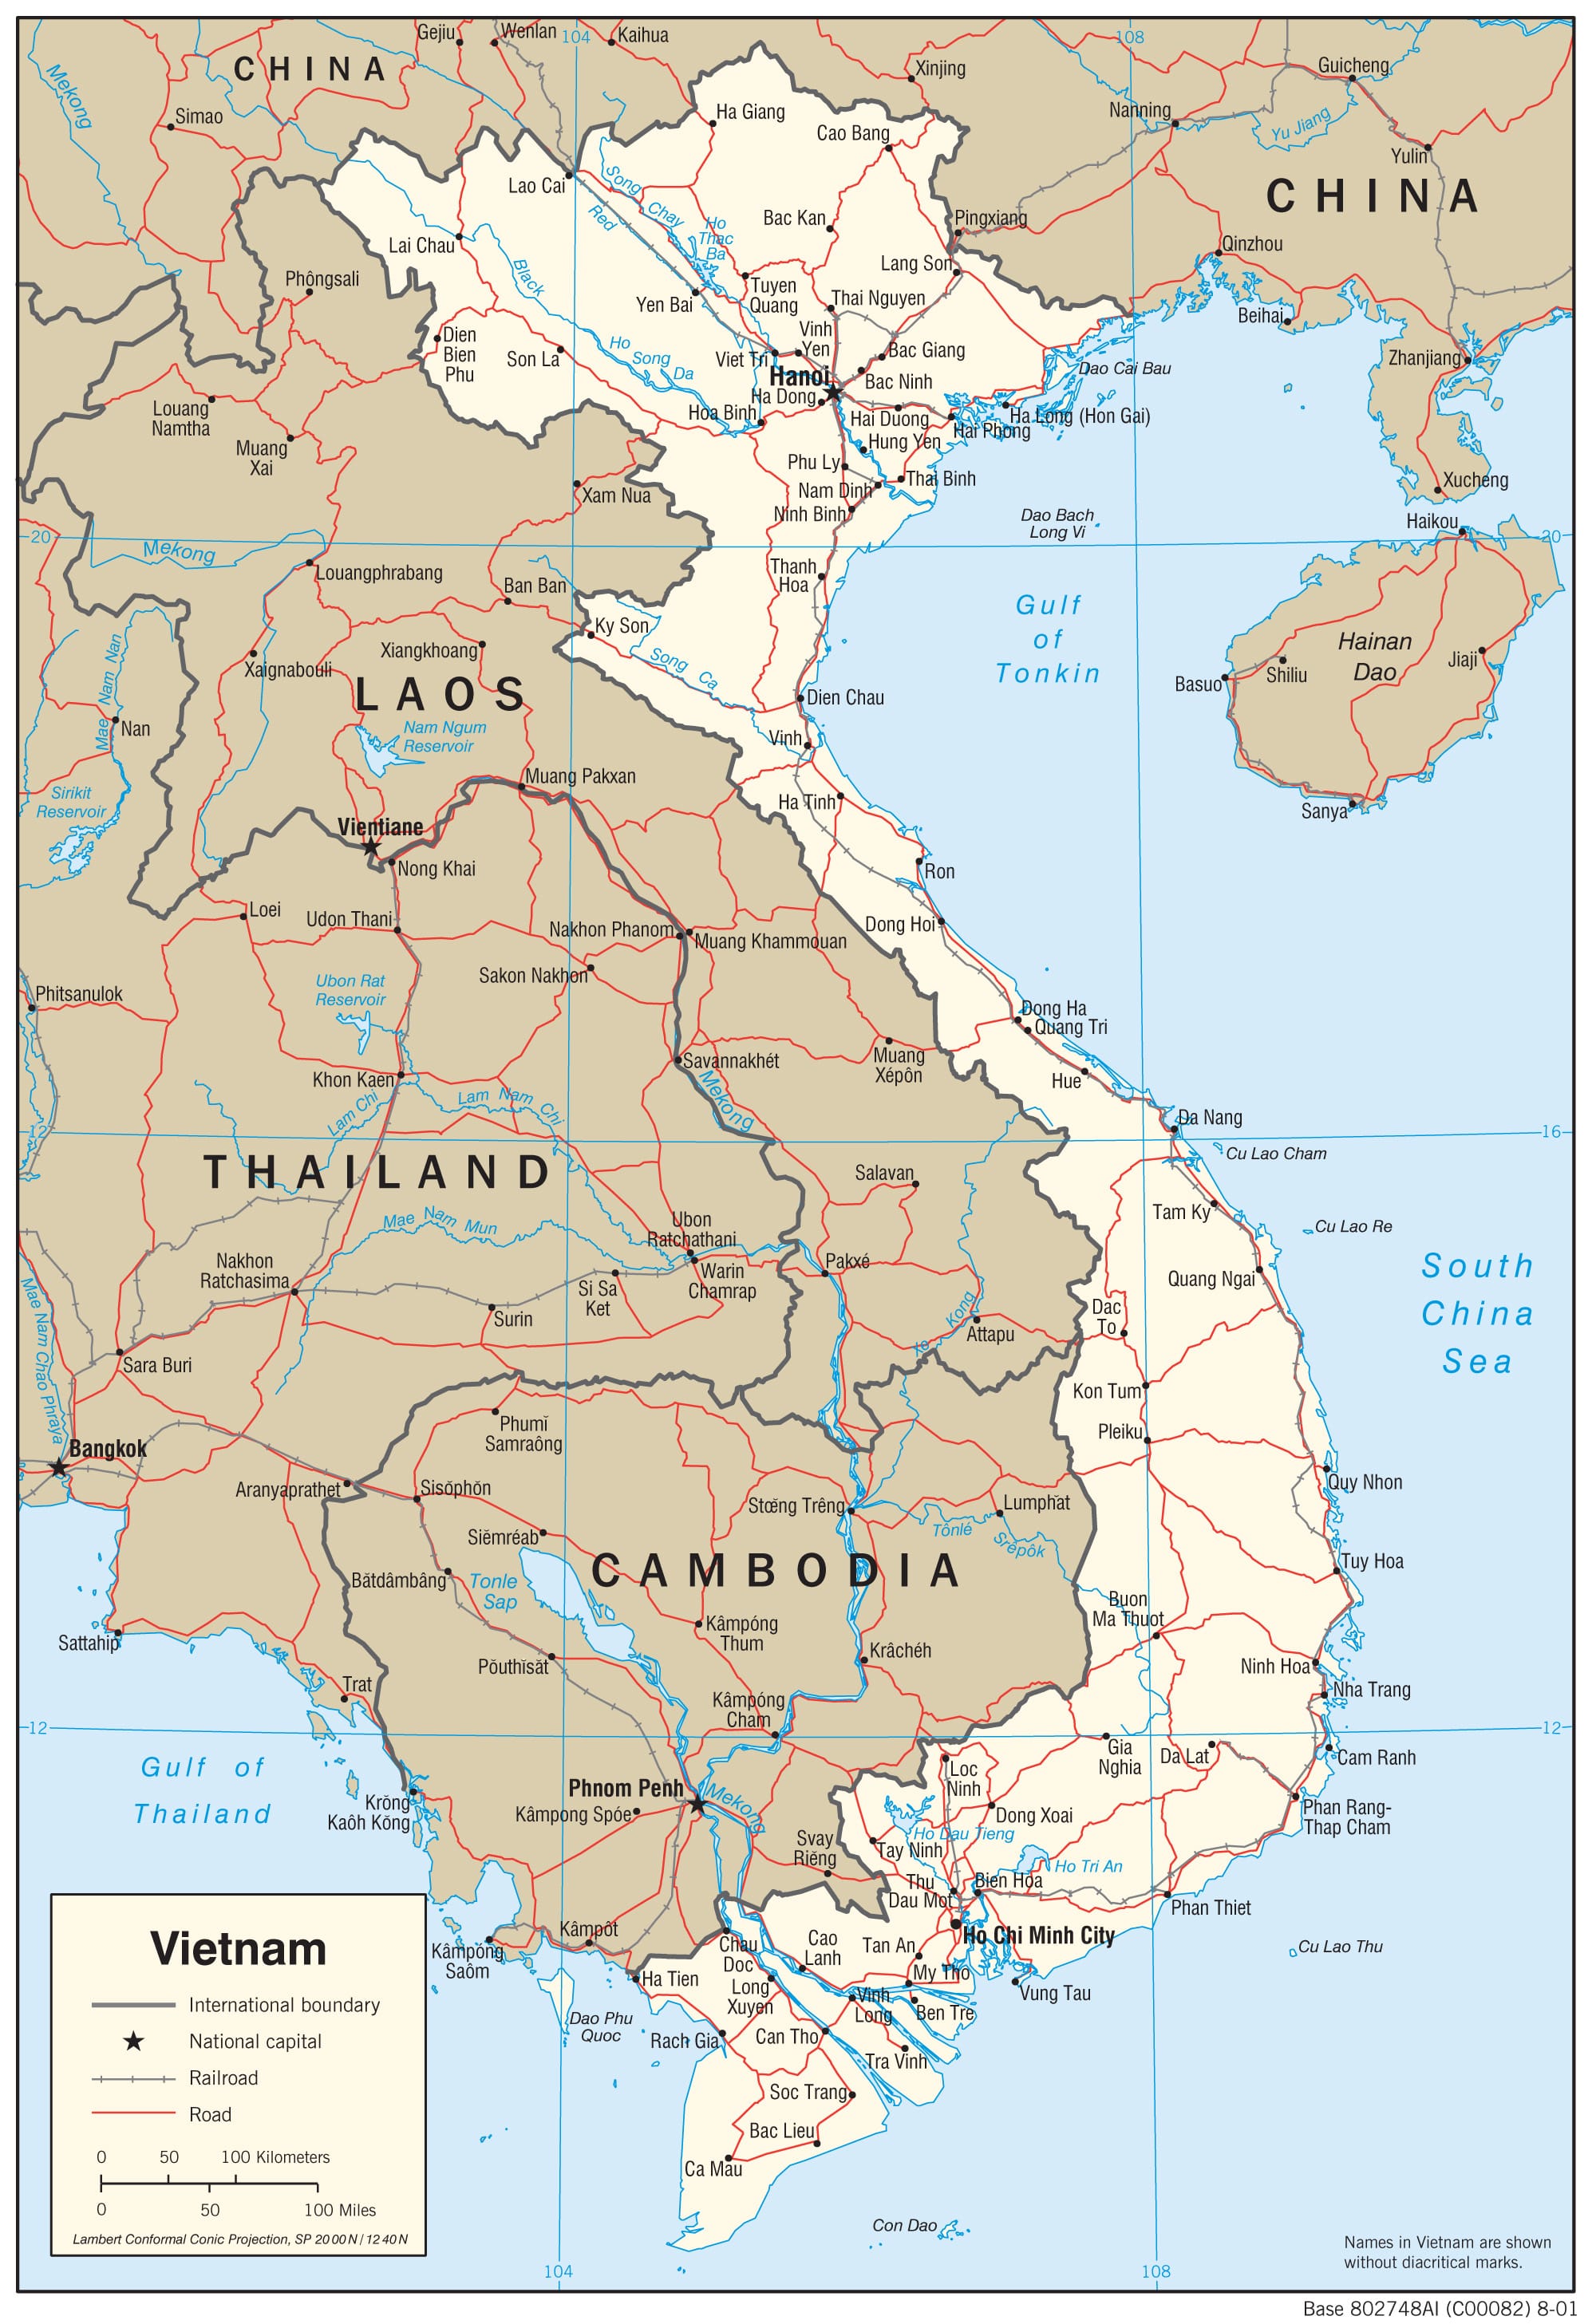 Gejiu
Wenlan
104
Kaihua
108
CHINA
Xinjing
Guicheng
Mekong
Simao
Ha Giang
Cao Bang
Nanning
Yu Jiang
Yulin
Lao Cai
Song
Chay
Red
Ho
Thac
Ba
Bac Kan
Pingxiang
CHINA
Lai Chau
Black
Lang Son
Qinzhou
Phôngsali
Yen Bai
Tuyen
Quang
Thai Nguyen
Beihai
Dien
Bien
Phu
Son La
Ho
Song
Da
Viet Tri
Vinh
Yen
Bac Giang
Zhanjiang
Hanoi
Bac Ninh
Dao Cai Bau
Louang
Namtha
Ha Dong
Hoa Binh
Hai Duong
Hai Phong
Ha Long (Hon Gai)
Muang
Xai
Hung Yen
Phu Ly
Xam Nua
Nam Dinh
Thai Binh
Ninh Binh
Xucheng
Dao Bach
Long Vi
Haikou
20
20
Mekong
Louangphrabang
Ban Ban
Thanh
Hoa
Gulf
of
Tonkin
Ky Son
Song Ca
Hainan
Dao
Xiangkhoang
Xaignabouli
Mae Nam Nan
Nan
LAOS
Nam Ngum
Reservoir
Dien Chau
Basuo
Shiliu
Jiaji
Vinh
Muang Pakxan
Sirikit
Reservoir
Ha Tinh
Sanya
Vientiane
Nong Khai
Ron
Loei
Udon Thani
Nakhon Phanom
Muang Khammouan
Dong Hoi
Sakon Nakhon
Ubon Rat
Reservoir
Phitsanulok
Dong Ha
Quang Tri
Savannakhét
Muang
Xépôn
Khon Kaen
Hue
Lam Chi
Lam Nam Chi
Mekong
Da Nang
12
16
Cu Lao Cham
THAILAND
Salavan
Tam Ky
Cu Lao Re
Mae Nam Mun
Ubon
Ratchathani
Warin
Chamrap
Pakxé
Nakhon
Ratchasima
Si Sa
Ket
Surin
Quang Ngai
South
China
Sea
Mae Nam Chao Phraya
Xe Kong
Attapu
Dac
To
Sara Buri
Kon Tum
Phumĭ
Samraông
Pleiku
Bangkok
Aranyaprathet
Sisŏphŏn
Stœ̆ng Trêng
Lumphăt
Quy Nhon
Siĕmréab
Tônlé
Srêpôk
CAMBODIA
Bătdâmbâng
Tonle
Sap
Tuy Hoa
Buon
Ma Thuot
Sattahip
Kâmpóng
Thum
Poŭthĭsăt
Krâchéh
Ninh Hoa
Trat
Nha Trang
Kâmpóng
Cham
12
12
Gulf of
Thailand
Gia
Nghia
Da Lat
Cam Ranh
Loc
Ninh
Phnom Penh
Mekong
Krŏng
Kaôh Kŏng
Kâmpong Spóe
Dong Xoai
Phan Rang-
Thap Cham
Ho Dau Tieng
Svay
Riĕng
Tay Ninh
Ho Tri An
Thu
Dau Mot
Bien Hoa
Phan Thiet
Kâmpóng
Saôm
Kâmpôt
Chau
Doc
Cao
Lanh
Tan An
Ho Chi Minh City
Cu Lao Thu
Ha Tien
Long
Xuyen
My Tho
Vung Tau
Vinh
Long
Ben Tre
Dao Phu
Quoc
Rach Gia
Can Tho
Tra Vinh
Soc Trang
Bac Lieu
Ca Mau
Con Dao
Vietnam
International boundary
National capital
Railroad
Road
0 50 100 Kilometers
0 50 100 Miles
Lambert Conformal Conic Projection, SP 20 00 N / 12 40 N
104
108
Names in Vietnam are shown
without diacritical marks.
Base 802748AI (C00082) 8-01